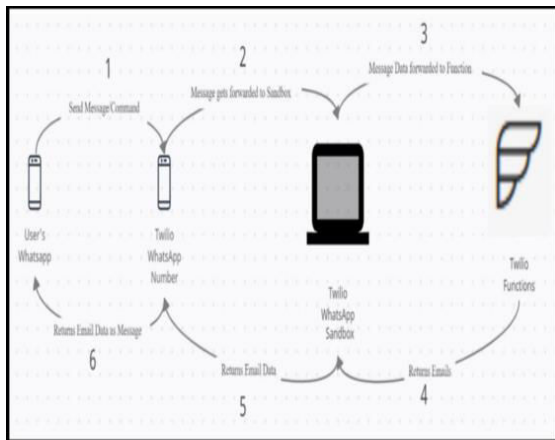 1
2
3
Send Message/Command
Message gets forwarded to Sandbox
Message Data forwarded to Function
User's
Whatsapp
Twilio
WhatsApp
Number
Twilio
WhatsApp
Sandbox
Twilio
Functions
Returns Email Data as Message
6
Returns Email Data
5
Returns Emails
4